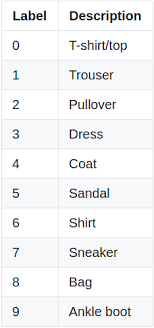 Label Description
0 T-shirt/top
1 Trouser
2 Pullover
3 Dress
4 Coat
5 Sandal
6 Shirt
7 Sneaker
8 Bag
9 Ankle boot